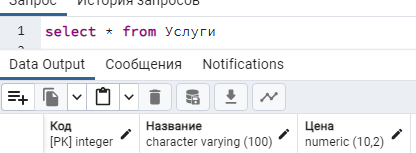 Запрос История запросов
1 select * from Услуги
2
Data Output Сообщения Notifications
Код Название Цена
[PK] integer character varying (100) numeric (10,2)